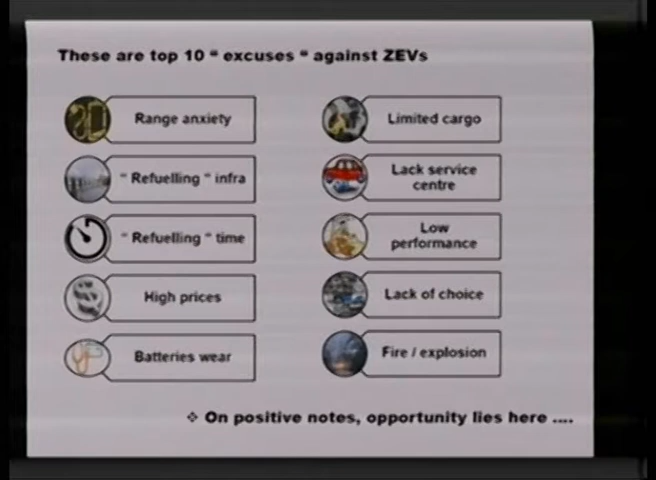 These are top 10 " excuses " against ZEVs
Range anxiety
" Refuelling " infra
" Refuelling " time
High prices
Batteries wear
Limited cargo
Lack service
centre
Low
performance
Lack of choice
Fire / explosion
❖ On positive notes, opportunity lies here ....